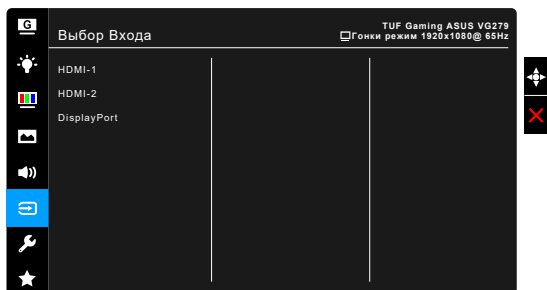 G
TUF Gaming ASUS VG279
Выбор Входа
Гонки режим 1920x1080@ 65Hz
HDMI-1
HDMI-2
DisplayPort